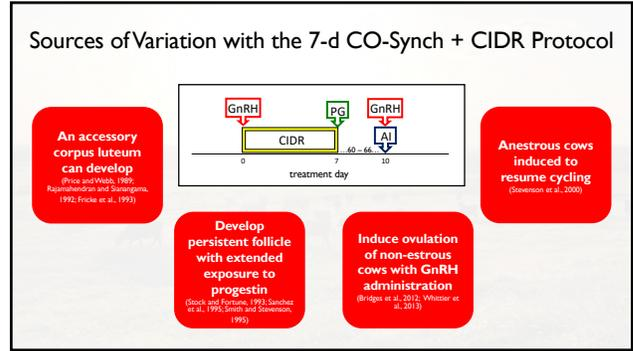 Sources of Variation with the 7-d CO-Synch + CIDR Protocol
GnRH
PG
GnRH
CIDR
...60 – 66...
AI
0
7
10
treatment day
An accessory
corpus luteum
can develop
(Price and Webb, 1989;
Rajamahendran and Sianangama,
1992; Fricke et al., 1993)
Anestrous cows
induced to
resume cycling
(Stevenson et al., 2000)
Develop
persistent follicle
with extended
exposure to
progestin
(Stock and Fortune, 1993; Sanchez
et al., 1995; Smith and Stevenson,
1995)
Induce ovulation
of non-estrous
cows with GnRH
administration
(Bridges et al., 2012; Whittier et
al., 2013)